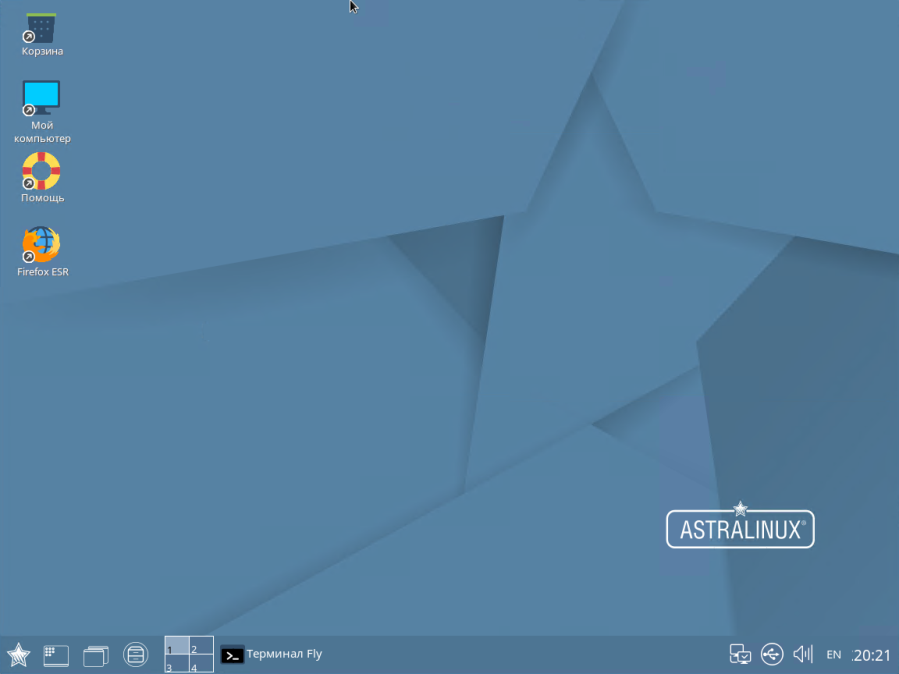 Корзина
Мой
компьютер
Помощь
Firefox ESR
ASTRALINUX®
1 2
3 4
Терминал Fly
EN
20:21